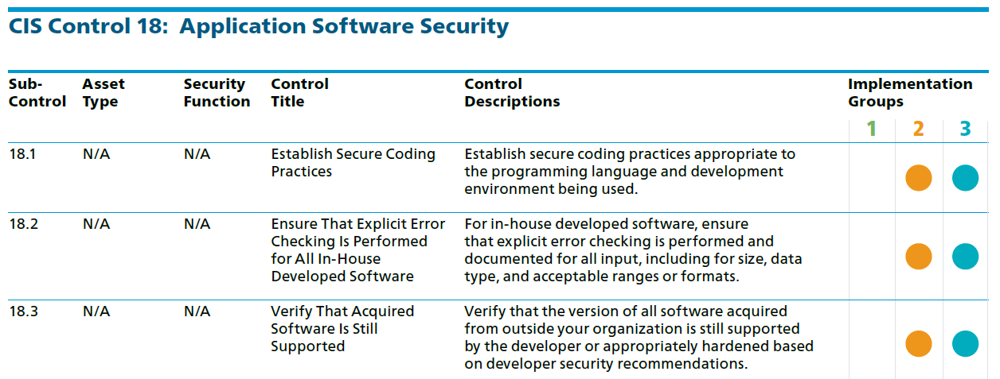 CIS Control 18: Application Software Security
Sub-Control Asset Type Security Function Control Title Control Descriptions Implementation Groups
1 2 3
18.1 N/A N/A Establish Secure Coding Practices Establish secure coding practices appropriate to the programming language and development environment being used.
18.2 N/A N/A Ensure That Explicit Error Checking Is Performed for All In-House Developed Software For in-house developed software, ensure that explicit error checking is performed and documented for all input, including for size, data type, and acceptable ranges or formats.
18.3 N/A N/A Verify That Acquired Software Is Still Supported Verify that the version of all software acquired from outside your organization is still supported by the developer or appropriately hardened based on developer security recommendations.